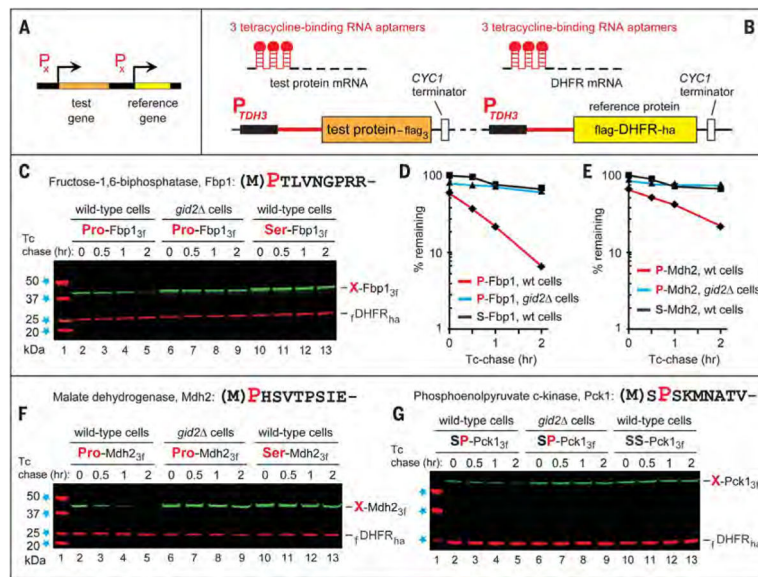 A
Pₓ Pₓ
test gene
reference gene
B
3 tetracycline-binding RNA aptamers
3 tetracycline-binding RNA aptamers
test protein mRNA
CYC1 terminator
DHFR mRNA
CYC1 terminator
reference protein
P TDH3
test protein–flag₃
P TDH3
flag-DHFR-ha
C
Fructose-1,6-biphosphatase, Fbp1: (M)PTLVNGPRR–
wild-type cells gid2Δ cells wild-type cells
Pro-Fbp1₃f Pro-Fbp1₃f Ser-Fbp1₃f
Tc chase (hr): 0 0.5 1 2 0 0.5 1 2 0 0.5 1 2
50
37
25
20
X-Fbp1₃f
fDHFRha
kDa 1 2 3 4 5 6 7 8 9 10 11 12 13
D
% remaining
100
10
1
P-Fbp1, wt cells
P-Fbp1, gid2Δ cells
S-Fbp1, wt cells
0 1 2
Tc-chase (hr)
E
% remaining
100
10
1
P-Mdh2, wt cells
P-Mdh2, gid2Δ cells
S-Mdh2, wt cells
0 1 2
Tc-chase (hr)
F
Malate dehydrogenase, Mdh2: (M)PHSVTPSIE–
wild-type cells gid2Δ cells wild-type cells
Pro-Mdh2₃f Pro-Mdh2₃f Ser-Mdh2₃f
Tc chase (hr): 0 0.5 1 2 0 0.5 1 2 0 0.5 1 2
50
37
25
20
X-Mdh2₃f
fDHFRha
kDa 1 2 3 4 5 6 7 8 9 10 11 12 13
G
Phosphoenolpyruvate c-kinase, Pck1: (M)SPSKMNATV–
wild-type cells gid2Δ cells wild-type cells
SP-Pck1₃f SP-Pck1₃f SS-Pck1₃f
Tc chase (hr): 0 0.5 1 2 0 0.5 1 2 0 0.5 1 2
X-Pck1₃f
fDHFRha
1 2 3 4 5 6 7 8 9 10 11 12 13